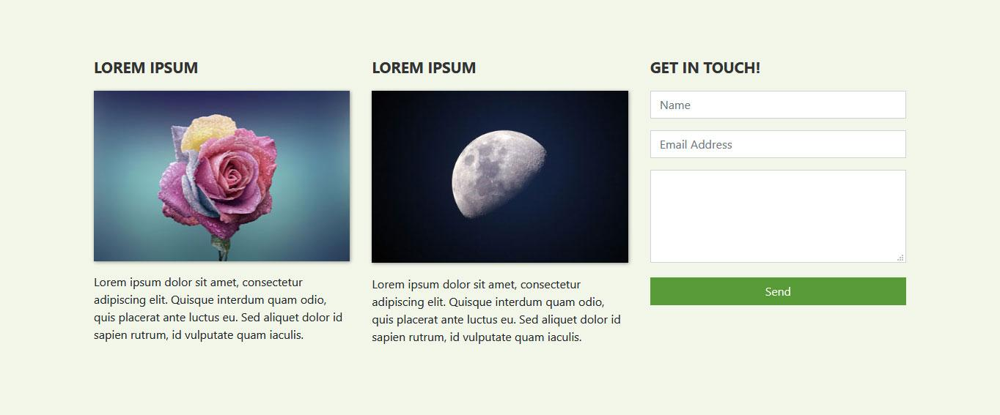 LOREM IPSUM
Lorem ipsum dolor sit amet, consectetur
adipiscing elit. Quisque interdum quam odio,
quis placerat ante luctus eu. Sed aliquet dolor id
sapien rutrum, id vulputate quam iaculis.
LOREM IPSUM
Lorem ipsum dolor sit amet, consectetur
adipiscing elit. Quisque interdum quam odio,
quis placerat ante luctus eu. Sed aliquet dolor id
sapien rutrum, id vulputate quam iaculis.
GET IN TOUCH!
Name
Email Address
Send